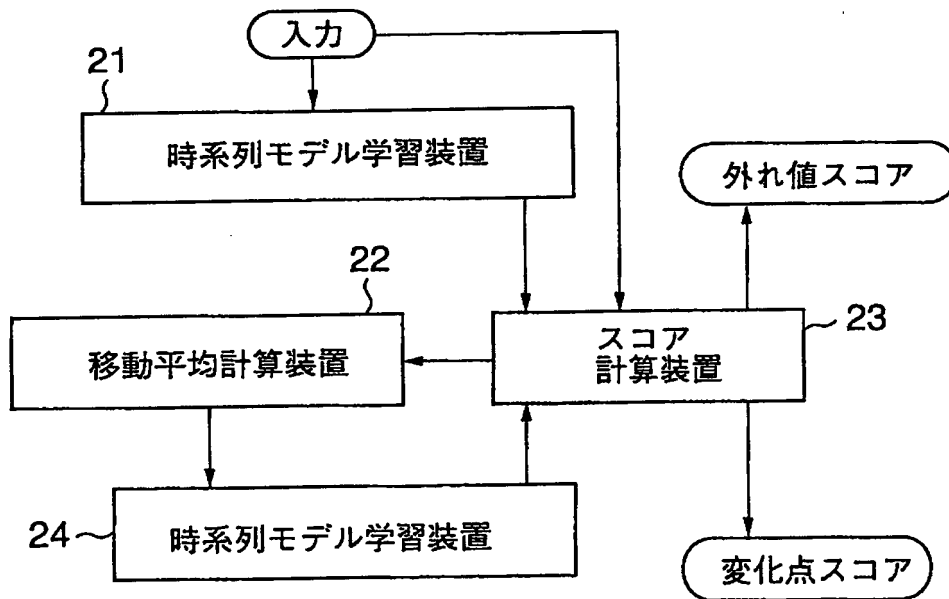 入力
21
時系列モデル学習装置
外れ値スコア
22
移動平均計算装置
スコア
計算装置
23
24
時系列モデル学習装置
変化点スコア